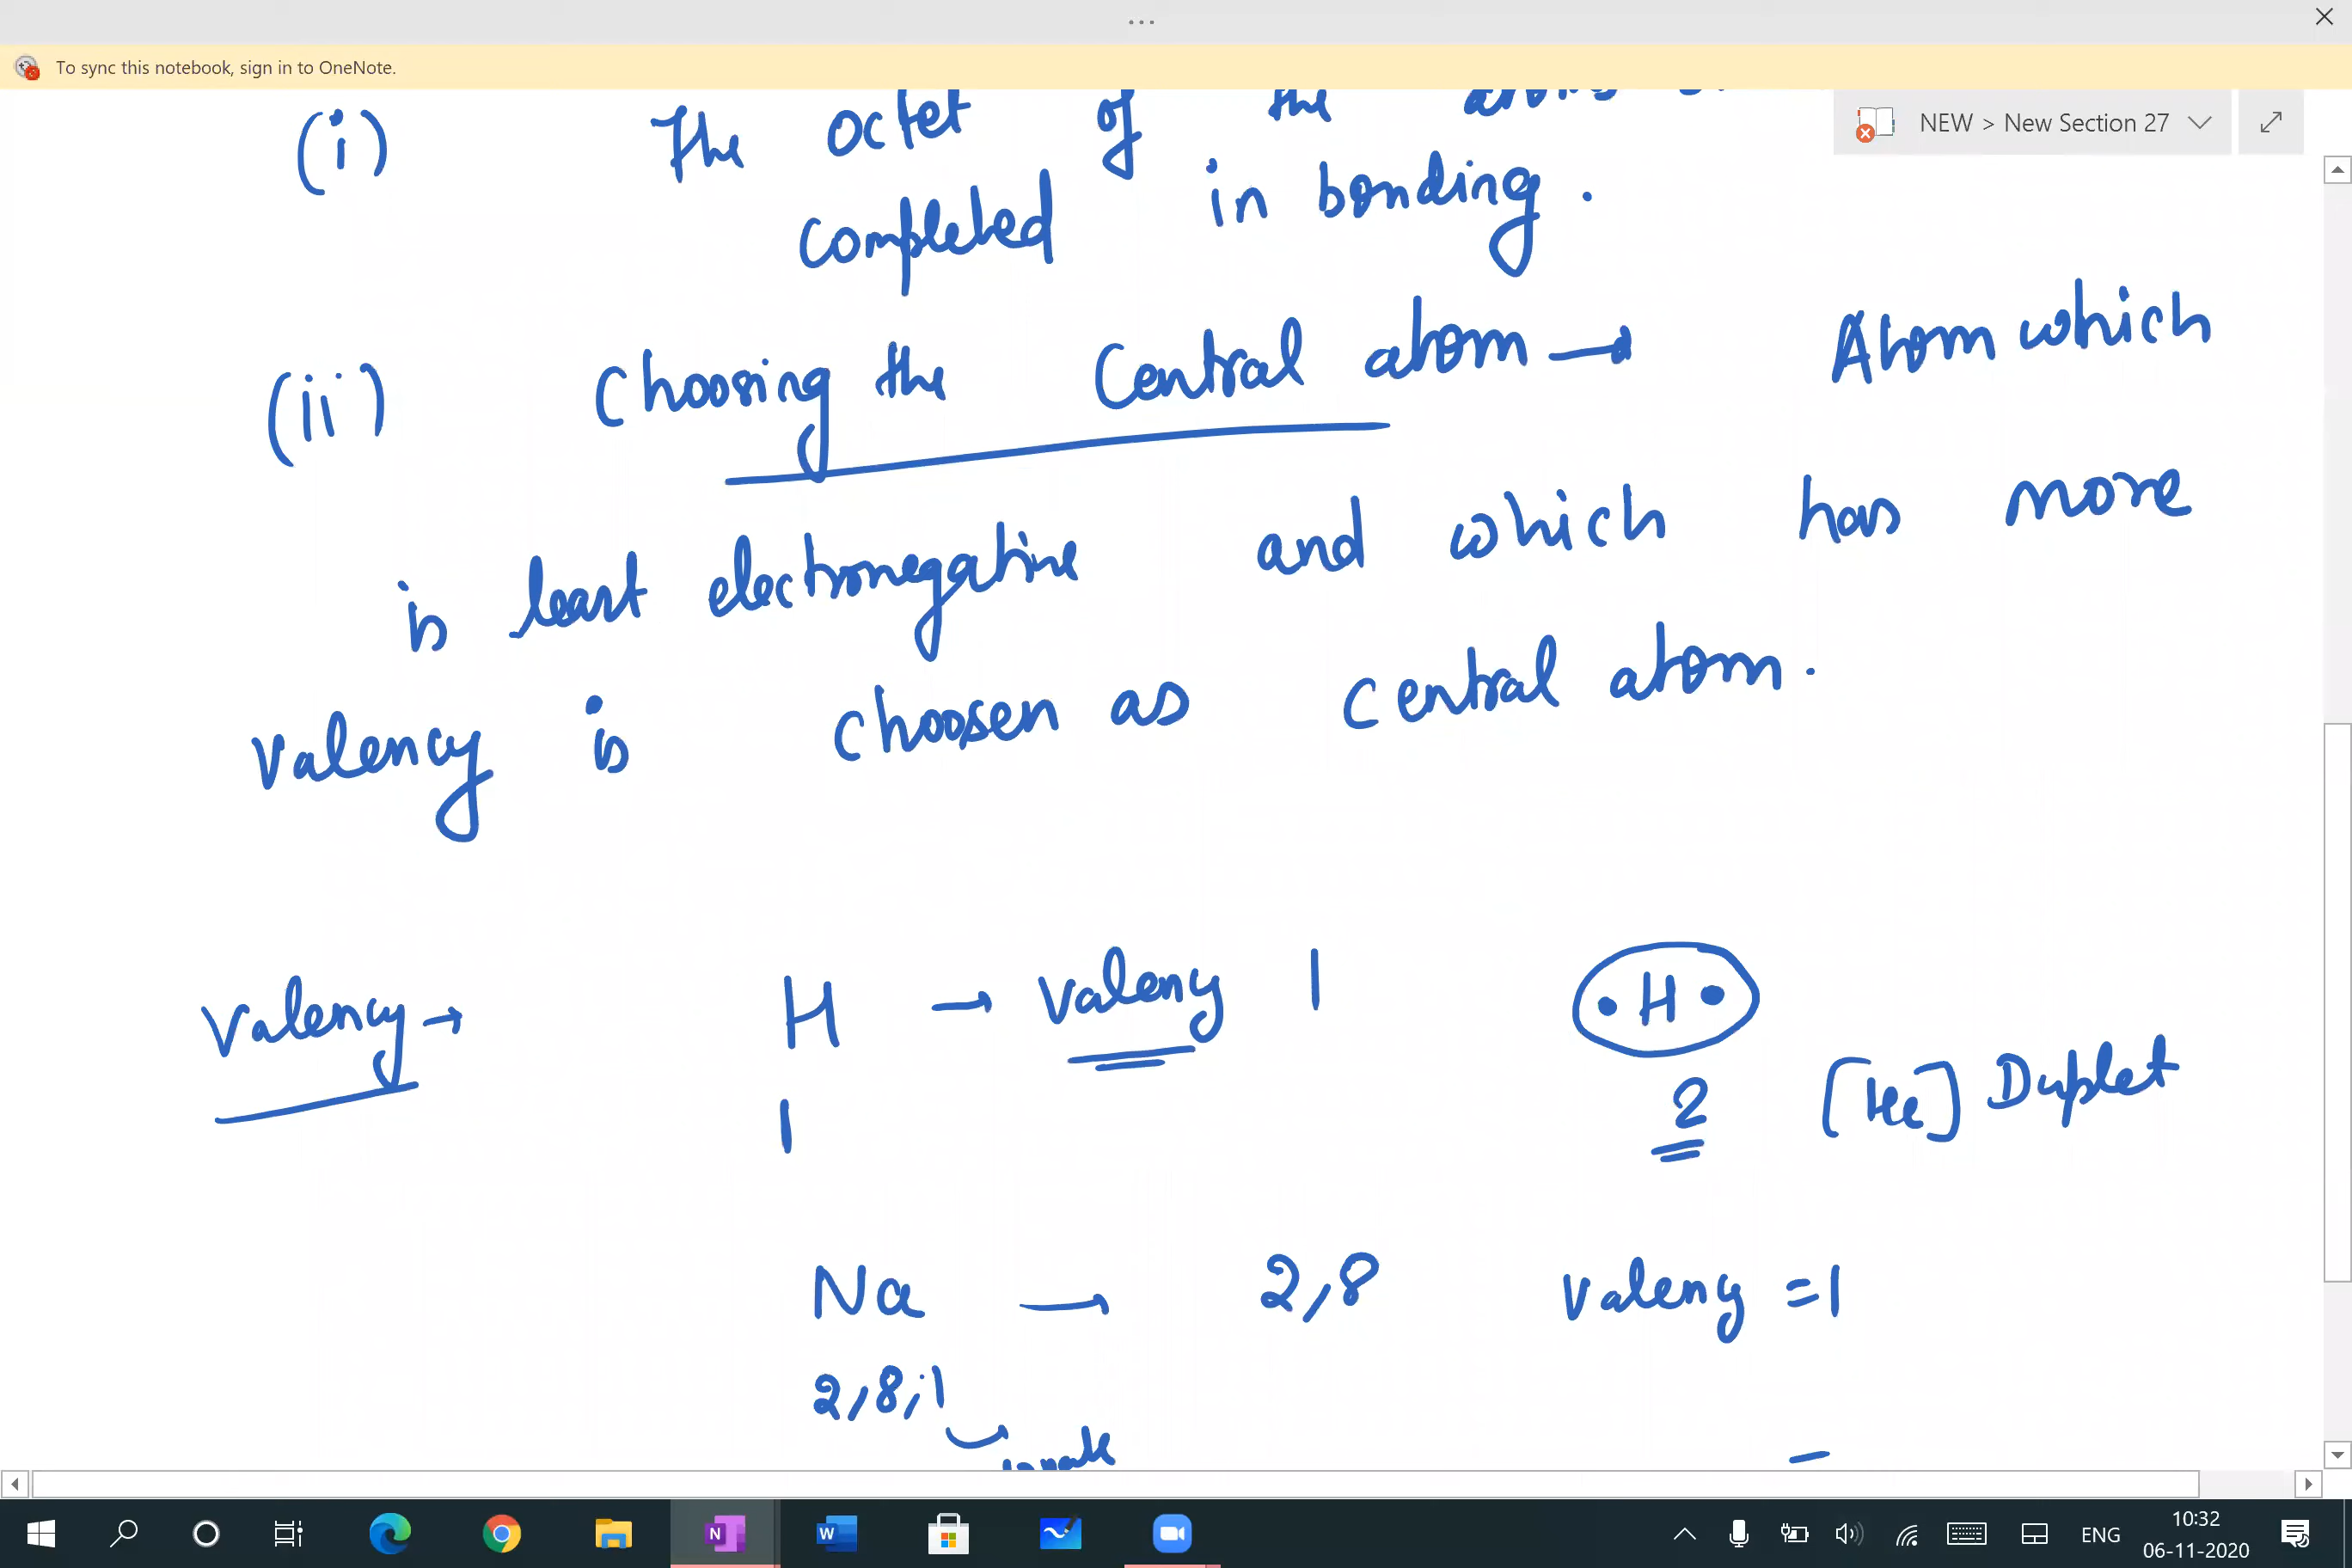 To sync this notebook, sign in to OneNote.
NEW > New Section 27
(i) The octet of the
completed in bonding.
(ii) Choosing the Central atom → Atom which
is least electronegative and which has more
valency is choosen as central atom.
Valency → H → Valency 1 •H•
1 2 [He] Duplet
Na → 2,8 Valency =1
2,8,1
ENG 10:32
06-11-2020